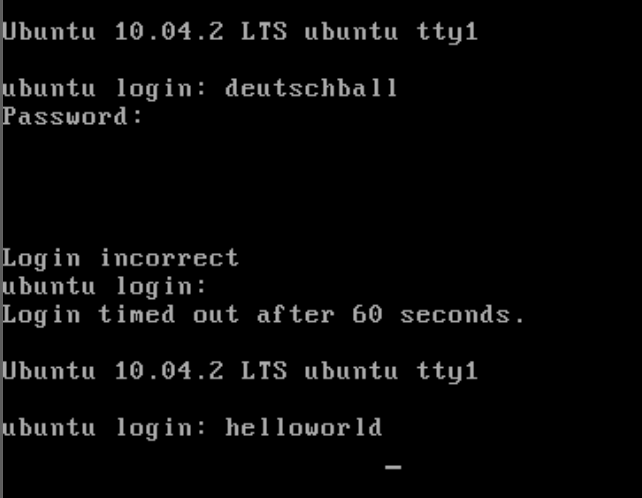 Ubuntu 10.04.2 LTS ubuntu tty1
ubuntu login: deutschball
Password:
Login incorrect
ubuntu login:
Login timed out after 60 seconds.
Ubuntu 10.04.2 LTS ubuntu tty1
ubuntu login: helloworld